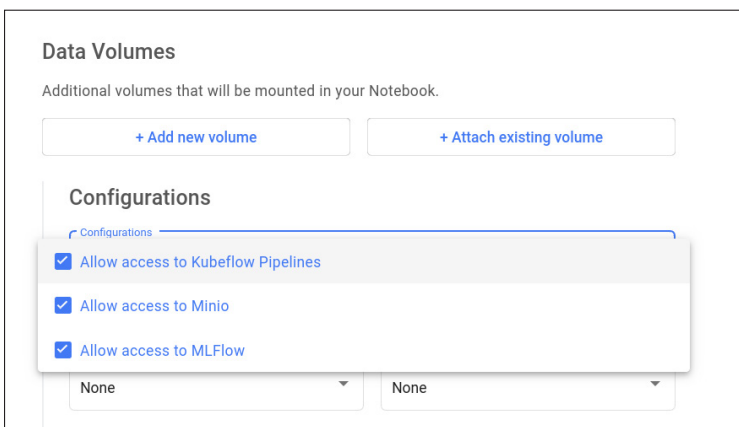 Data Volumes
Additional volumes that will be mounted in your Notebook.
+ Add new volume
+ Attach existing volume
Configurations
Configurations
Allow access to Kubeflow Pipelines
Allow access to Minio
Allow access to MLFlow
None
None